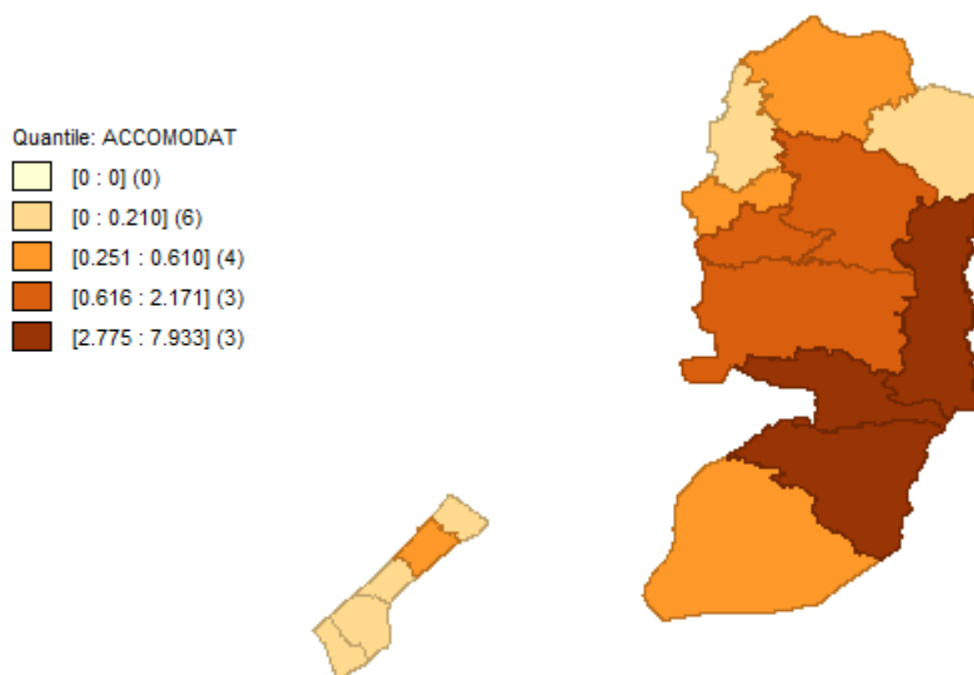 Quantile: ACCOMODAT
[0 : 0] (0)
[0 : 0.210] (6)
[0.251 : 0.610] (4)
[0.616 : 2.171] (3)
[2.775 : 7.933] (3)